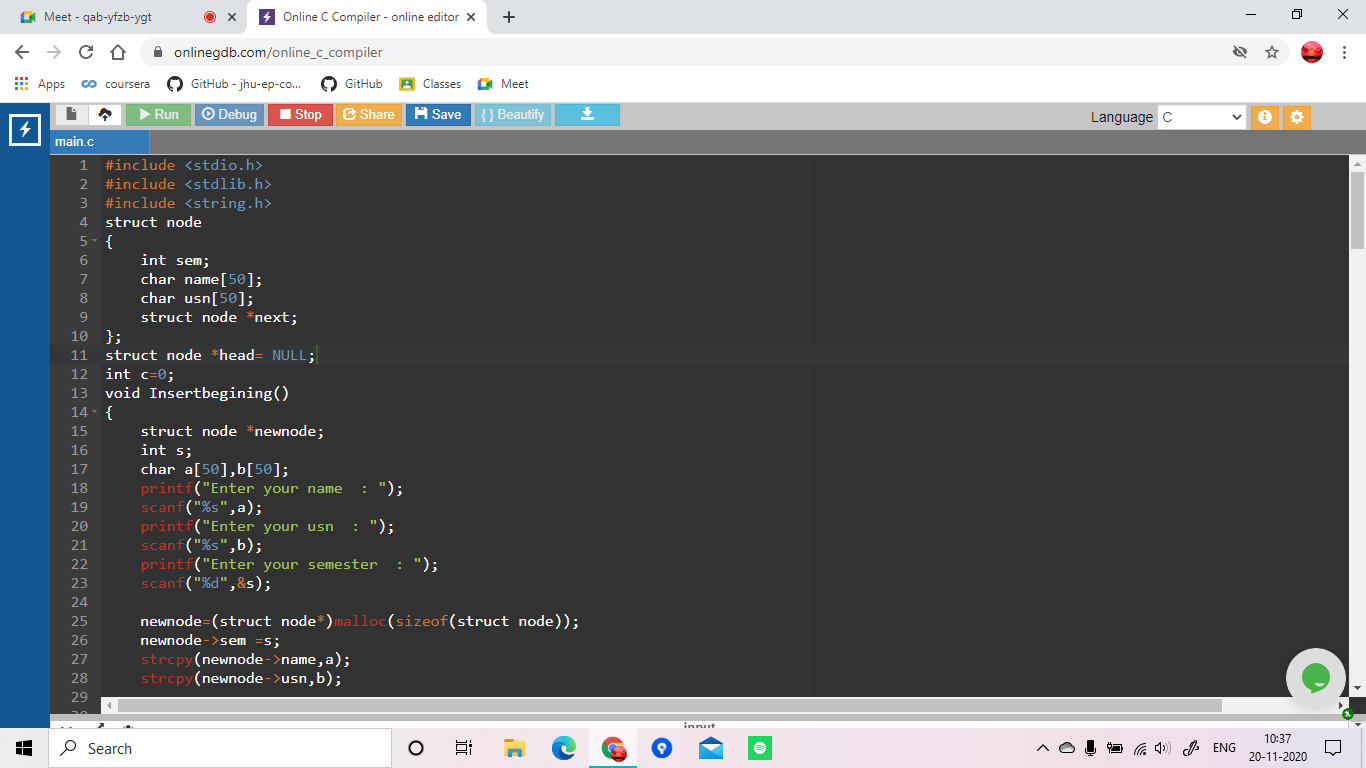 Meet - qab-yfzb-ygt
Online C Compiler - online editor
onlinegdb.com/online_c_compiler
Apps coursera GitHub - jhu-ep-co... GitHub Classes Meet
Run Debug Stop Share Save { } Beautify Language C
main.c
1 #include <stdio.h>
2 #include <stdlib.h>
3 #include <string.h>
4 struct node
5 {
6 int sem;
7 char name[50];
8 char usn[50];
9 struct node *next;
10 };
11 struct node *head= NULL;
12 int c=0;
13 void Insertbegining()
14 {
15 struct node *newnode;
16 int s;
17 char a[50],b[50];
18 printf("Enter your name  : ");
19 scanf("%s",a);
20 printf("Enter your usn  : ");
21 scanf("%s",b);
22 printf("Enter your semester  : ");
23 scanf("%d",&s);
24
25 newnode=(struct node*)malloc(sizeof(struct node));
26 newnode->sem =s;
27 strcpy(newnode->name,a);
28 strcpy(newnode->usn,b);
29
30
input
Search
ENG
10:37
20-11-2020